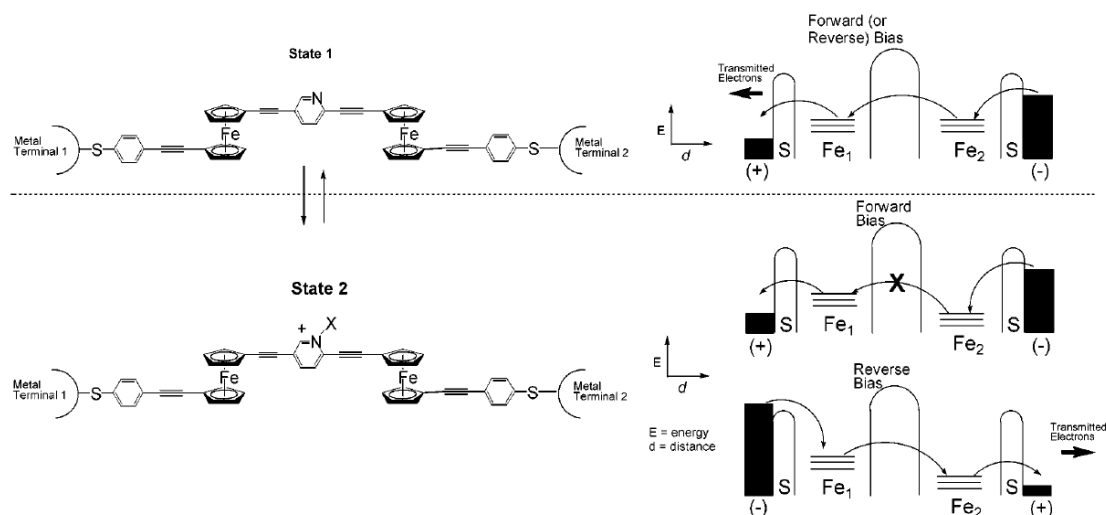 State 1
N
Fe
Fe
Metal
Terminal 1
S
S
Metal
Terminal 2
Forward (or
Reverse) Bias
Transmitted
Electrons
E
d
S
Fe1
Fe2
S
(+)
(-)
State 2
X
+
N
Fe
Fe
Metal
Terminal 1
S
S
Metal
Terminal 2
Forward
Bias
X
S
Fe1
Fe2
S
(+)
(-)
E
d
E = energy
d = distance
Reverse
Bias
Transmitted
Electrons
S
Fe1
Fe2
S
(-)
(+)